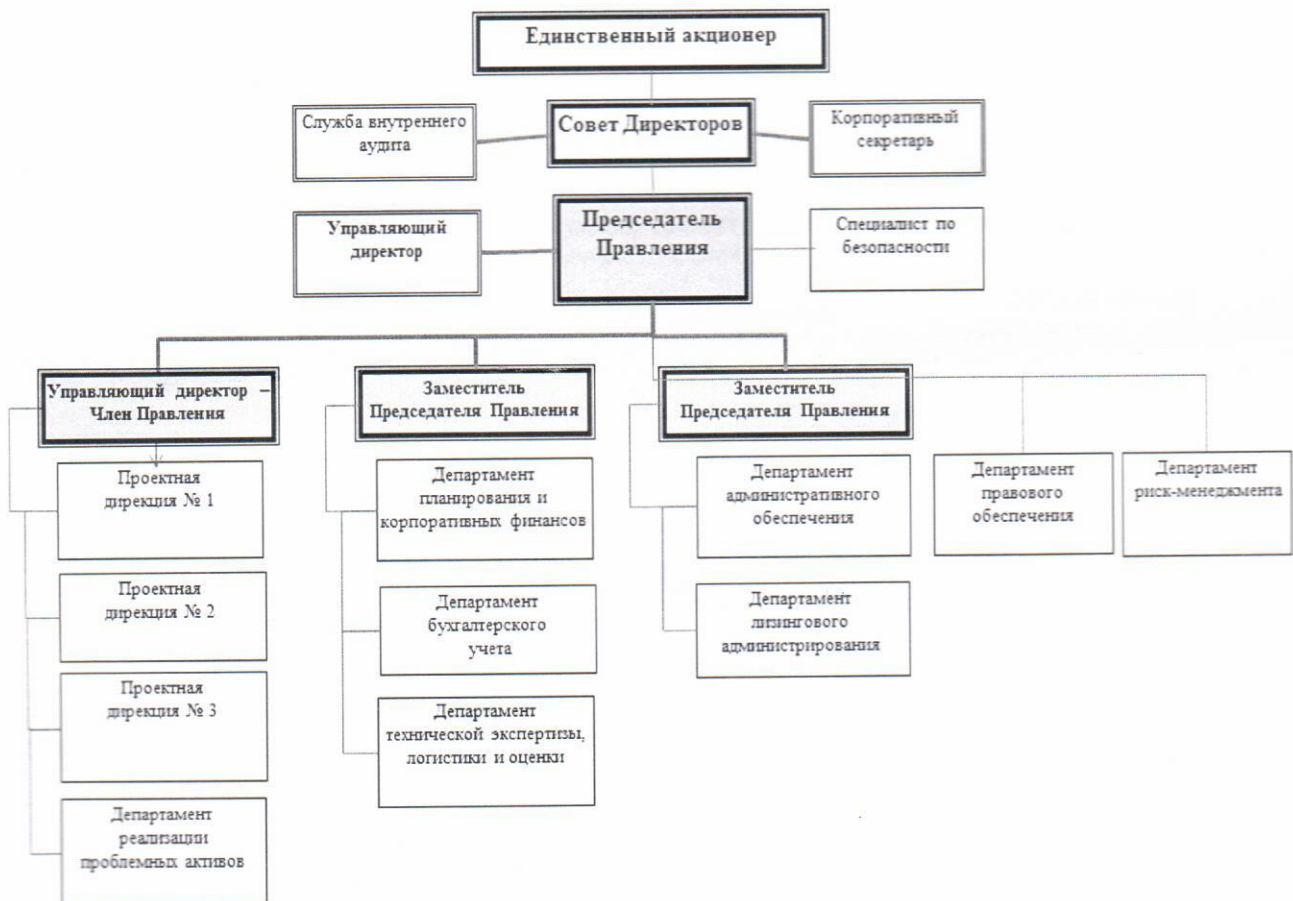 Единственный акционер
Служба внутреннего
аудита
Совет Директоров
Корпоративный
секретарь
Управляющий
директор
Председатель
Правления
Специалист по
безопасности
Управляющий директор –
Член Правления
Заместитель
Председателя Правления
Заместитель
Председателя Правления
Проектная
дирекция № 1
Департамент
планирования и
корпоративных финансов
Департамент
административного
обеспечения
Департамент
правового
обеспечения
Департамент
риск-менеджмента
Проектная
дирекция № 2
Департамент
бухгалтерского
учета
Департамент
лизингового
администрирования
Проектная
дирекция № 3
Департамент
технической экспертизы,
логистики и оценки
Департамент
реализации
проблемных активов